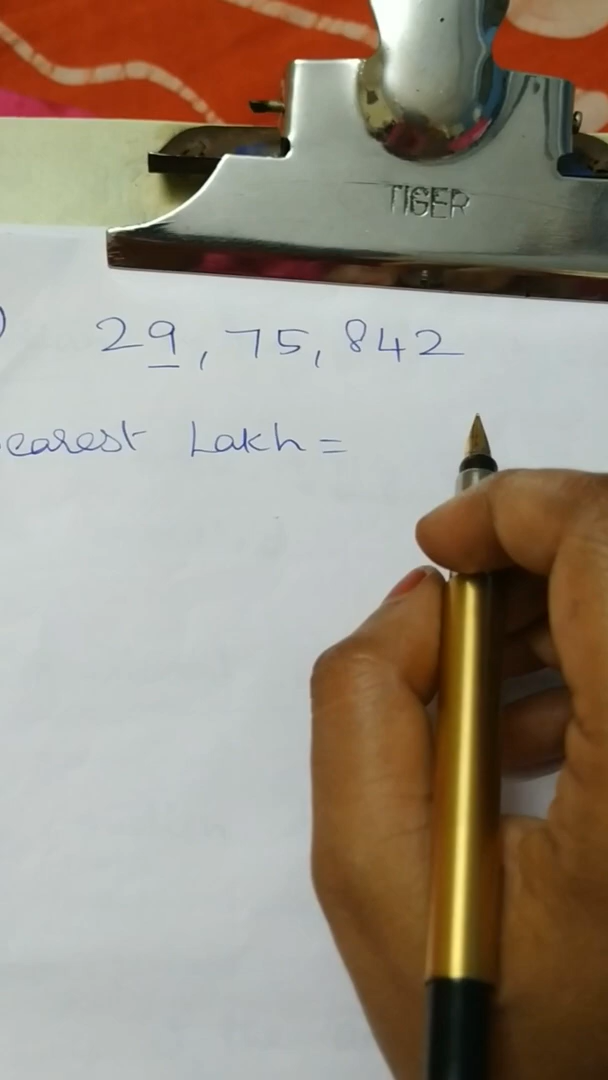 TIGER
) 29, 75, 842
earest Lakh =